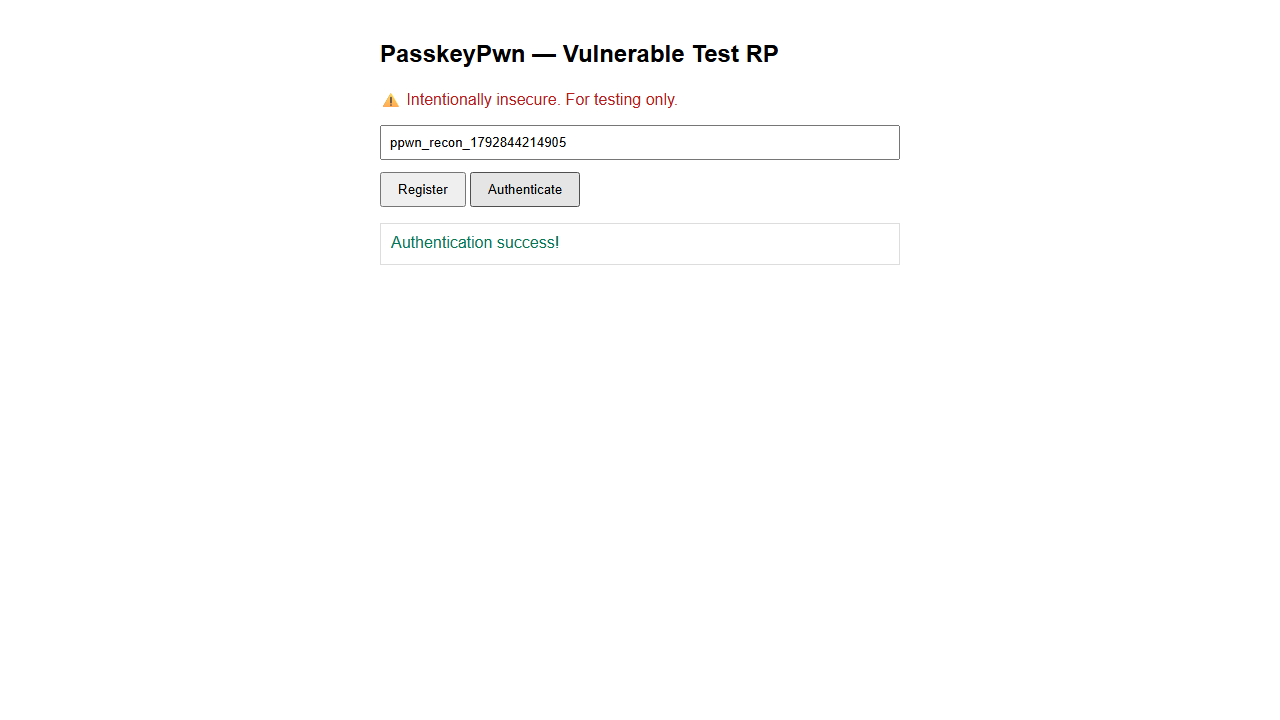 PasskeyPwn — Vulnerable Test RP
⚠️ Intentionally insecure. For testing only.
ppwn_recon_1792844214905
Register Authenticate
Authentication success!